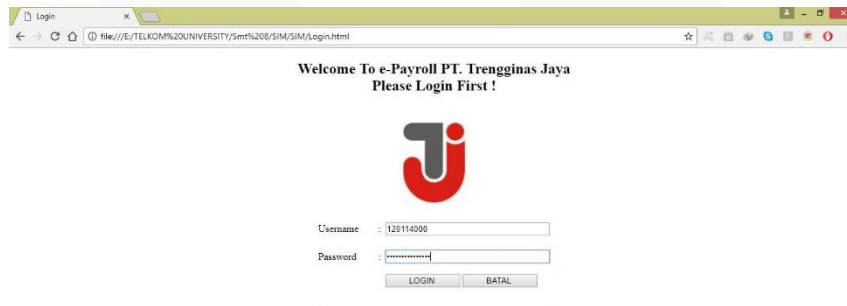 Login
file:///E:/TELKOM%20UNIVERSITY/Smt%208/SIM/SIM/Login.html
Welcome To e-Payroll PT. Trengginas Jaya
Please Login First !
Username : 120114000
Password : •••••••••••••••
LOGIN BATAL